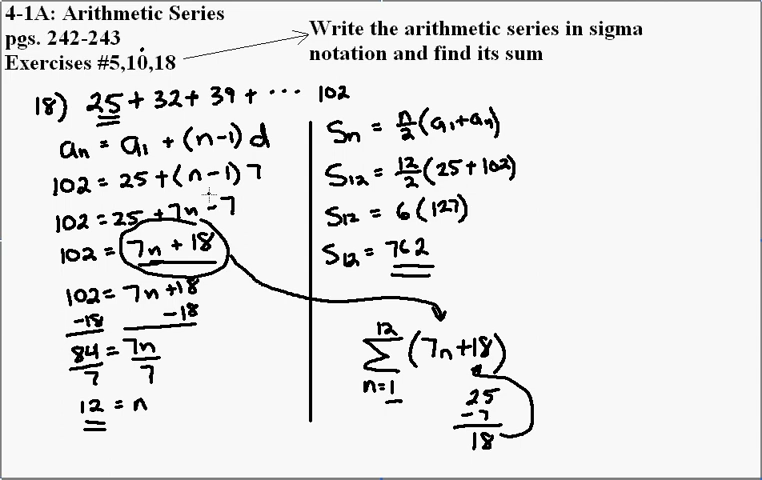 4-1A: Arithmetic Series
pgs. 242-243
Exercises #5,10,18
Write the arithmetic series in sigma
notation and find its sum
18) 25 + 32 + 39 + ... 102
an = a1 + (n-1) d
102 = 25 + (n-1) 7
102 = 25 + 7n - 7
102 = 7n + 18
102 = 7n + 18
-18 -18
84 = 7n
7 7
12 = n
Sn = n/2 (a1 + an)
S12 = 12/2 (25 + 102)
S12 = 6 (127)
S12 = 762
12
∑ (7n + 18)
n=1
25
-7
18